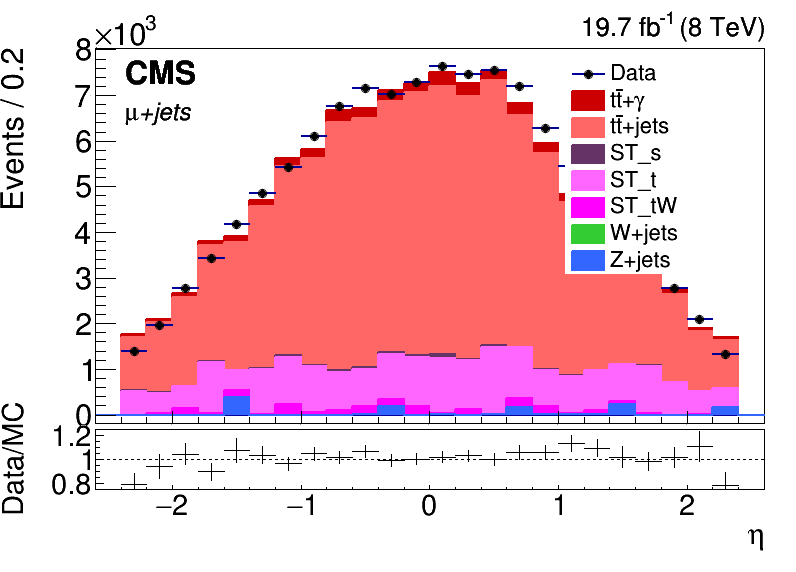 ×10³
19.7 fb⁻¹ (8 TeV)
CMS
μ+jets
Events / 0.2
8
7
6
5
4
3
2
1
0
Data
tt̄+γ
tt̄+jets
ST_s
ST_t
ST_tW
W+jets
Z+jets
Data/MC
1.2
1
0.8
−2 −1 0 1 2
η